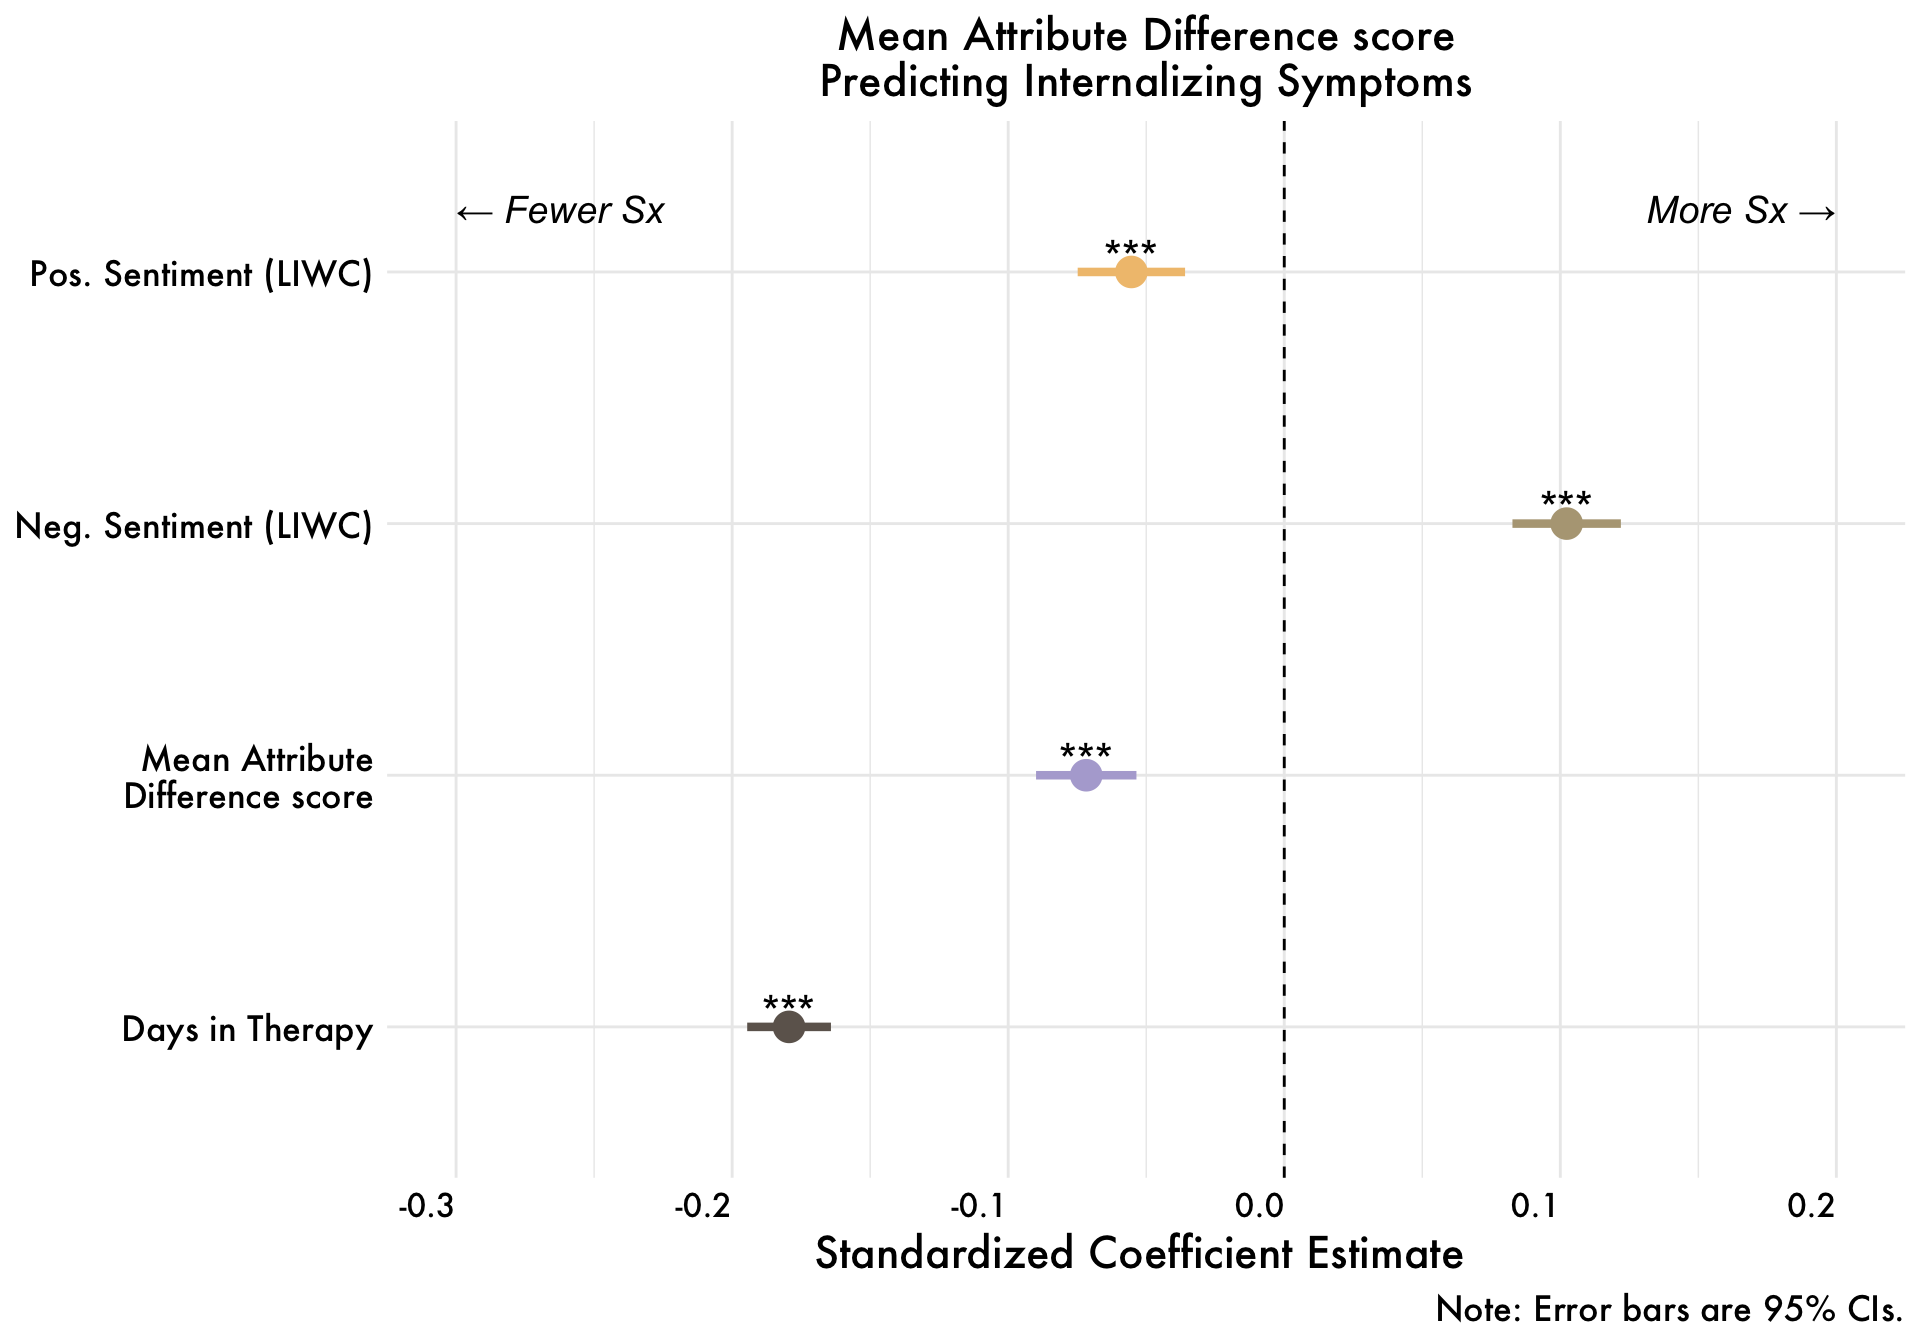 Mean Attribute Difference score
Predicting Internalizing Symptoms
← Fewer Sx
More Sx →
***
Pos. Sentiment (LIWC)
***
Neg. Sentiment (LIWC)
***
Mean Attribute
Difference score
***
Days in Therapy
-0.3 -0.2 -0.1 0.0 0.1 0.2
Standardized Coefficient Estimate
Note: Error bars are 95% CIs.